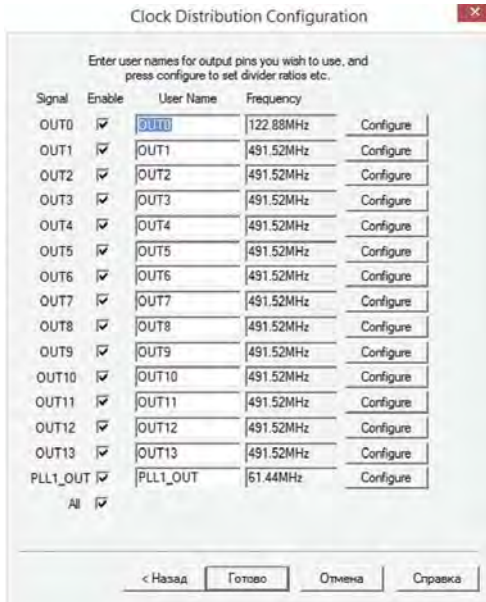 Clock Distribution Configuration
Enter user names for output pins you wish to use, and
press configure to set divider ratios etc.
Signal Enable User Name Frequency
OUT0 OUT0 122.88MHz Configure
OUT1 OUT1 491.52MHz Configure
OUT2 OUT2 491.52MHz Configure
OUT3 OUT3 491.52MHz Configure
OUT4 OUT4 491.52MHz Configure
OUT5 OUT5 491.52MHz Configure
OUT6 OUT6 491.52MHz Configure
OUT7 OUT7 491.52MHz Configure
OUT8 OUT8 491.52MHz Configure
OUT9 OUT9 491.52MHz Configure
OUT10 OUT10 491.52MHz Configure
OUT11 OUT11 491.52MHz Configure
OUT12 OUT12 491.52MHz Configure
OUT13 OUT13 491.52MHz Configure
PLL1_OUT PLL1_OUT 61.44MHz Configure
All
< Назад Готово Отмена Справка